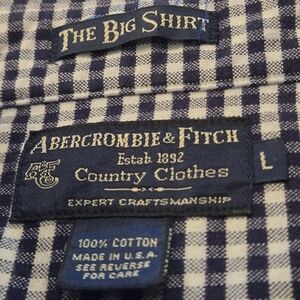 THE BIG SHIRT
ABERCROMBIE & FITCH
Estab. 1892
Country Clothes
EXPERT CRAFTSMANSHIP
L
100% COTTON
MADE IN U.S.A.
SEE REVERSE
FOR CARE